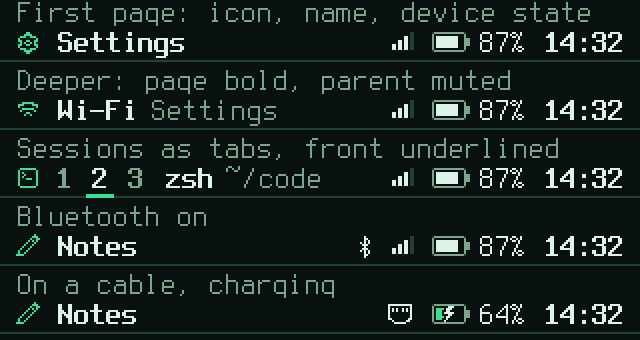 First page: icon, name, device state
Settings 87% 14:32
Deeper: page bold, parent muted
Wi-Fi Settings 87% 14:32
Sessions as tabs, front underlined
1 2 3 zsh ~/code 87% 14:32
Bluetooth on
Notes 87% 14:32
On a cable, charging
Notes 64% 14:32